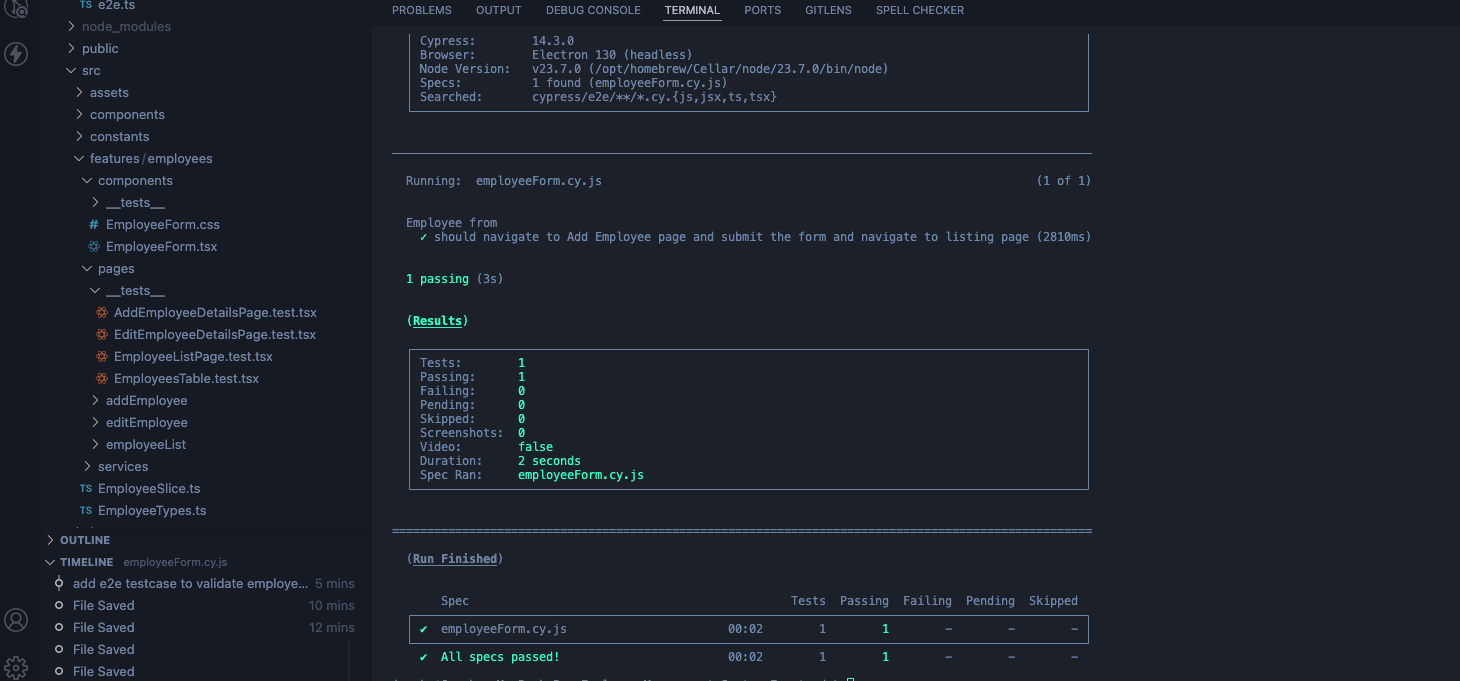 TS e2e.ts
node_modules
public
src
assets
components
constants
features/employees
components
__tests__
# EmployeeForm.css
EmployeeForm.tsx
pages
__tests__
AddEmployeeDetailsPage.test.tsx
EditEmployeeDetailsPage.test.tsx
EmployeeListPage.test.tsx
EmployeesTable.test.tsx
addEmployee
editEmployee
employeeList
services
TS EmployeeSlice.ts
TS EmployeeTypes.ts
OUTLINE
TIMELINE employeeForm.cy.js
add e2e testcase to validate employe... 5 mins
File Saved 10 mins
File Saved 12 mins
File Saved
File Saved
PROBLEMS OUTPUT DEBUG CONSOLE TERMINAL PORTS GITLENS SPELL CHECKER
Cypress: 14.3.0
Browser: Electron 130 (headless)
Node Version: v23.7.0 (/opt/homebrew/Cellar/node/23.7.0/bin/node)
Specs: 1 found (employeeForm.cy.js)
Searched: cypress/e2e/**/*.cy.{js,jsx,ts,tsx}
Running: employeeForm.cy.js (1 of 1)
Employee from
✓ should navigate to Add Employee page and submit the form and navigate to listing page (2810ms)
1 passing (3s)
(Results)
Tests: 1
Passing: 1
Failing: 0
Pending: 0
Skipped: 0
Screenshots: 0
Video: false
Duration: 2 seconds
Spec Ran: employeeForm.cy.js
(Run Finished)
Spec Tests Passing Failing Pending Skipped
✔ employeeForm.cy.js 00:02 1 1 – – –
✔ All specs passed! 00:02 1 1 – – –